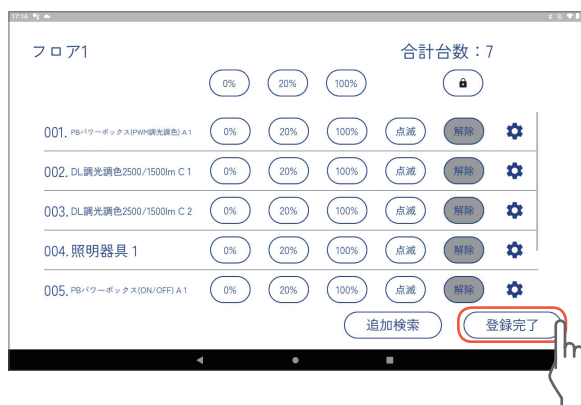 17:16
フロア1 合計台数：7
0% 20% 100%
001. PBパワーボックス(PWM調光調色) A 1 0% 20% 100% 点滅 解除
002. DL調光調色2500/1500lm C 1 0% 20% 100% 点滅 解除
003. DL調光調色2500/1500lm C 2 0% 20% 100% 点滅 解除
004. 照明器具 1 0% 20% 100% 点滅 解除
005. PBパワーボックス(ON/OFF) A 1 0% 20% 100% 点滅 解除
追加検索 登録完了